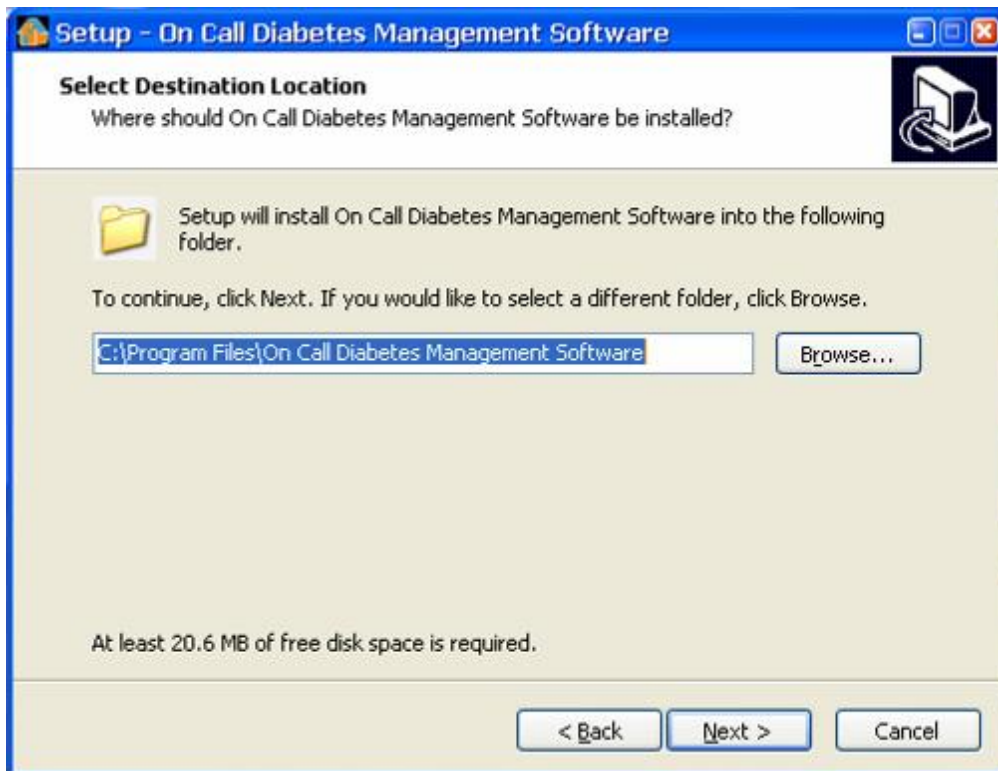 Setup - On Call Diabetes Management Software
Select Destination Location
Where should On Call Diabetes Management Software be installed?
Setup will install On Call Diabetes Management Software into the following
folder.
To continue, click Next. If you would like to select a different folder, click Browse.
C:\Program Files\On Call Diabetes Management Software
Browse...
At least 20.6 MB of free disk space is required.
< Back
Next >
Cancel